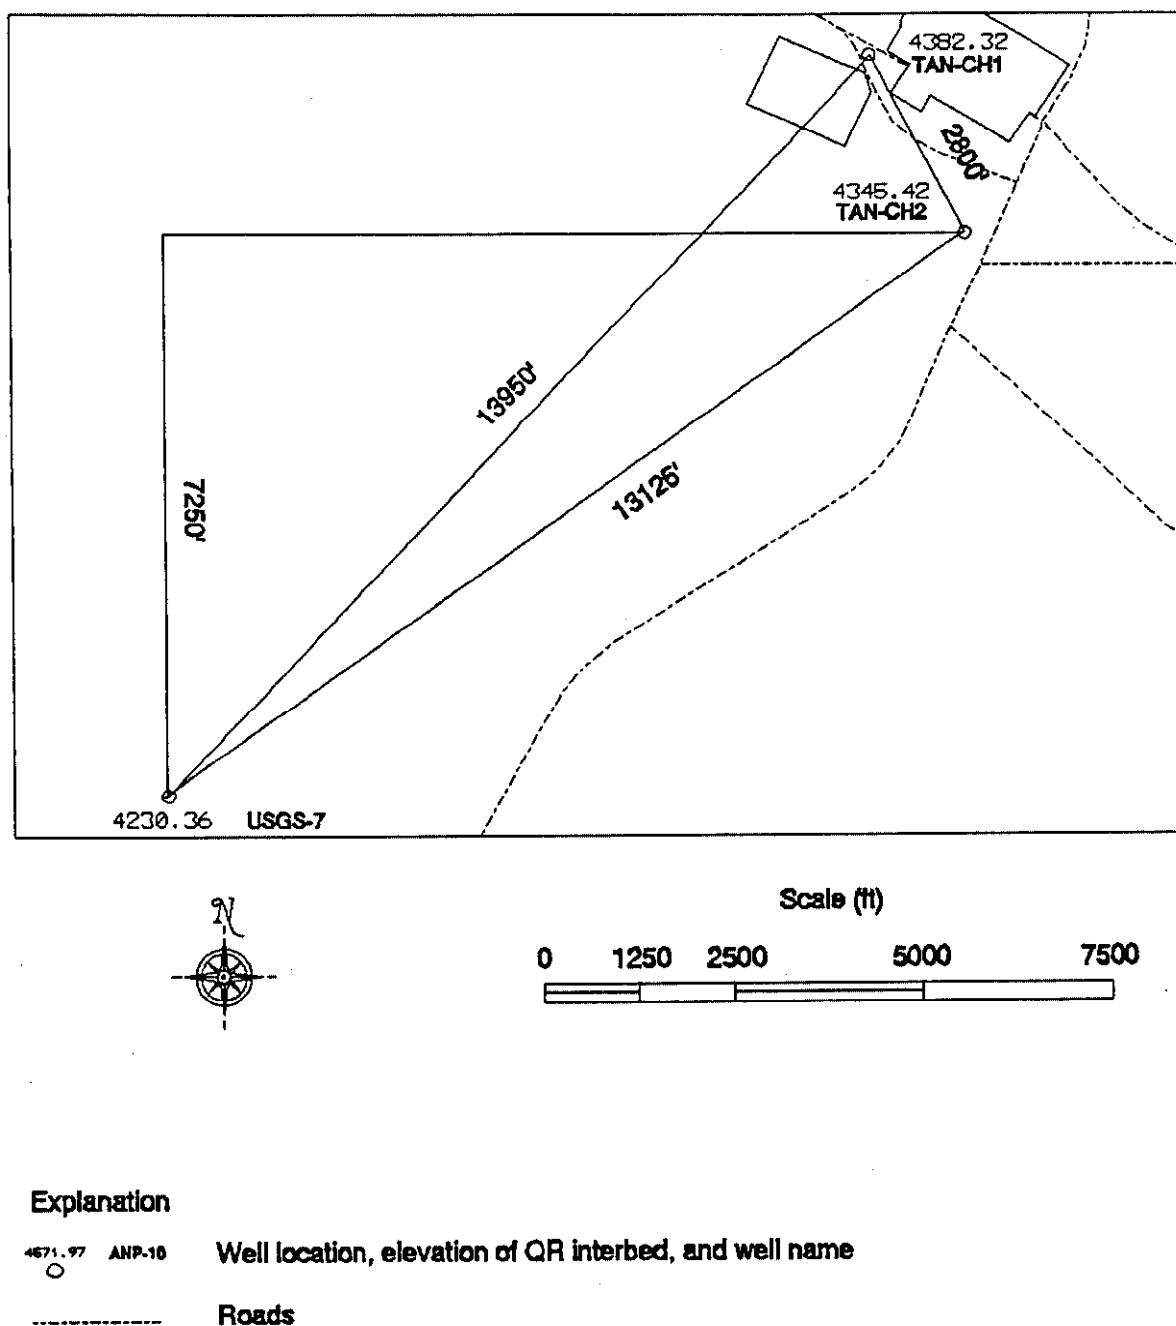 4382.32
TAN-CH1
2800'
4345.42
TAN-CH2
13950'
13126'
7250'
4230.36 USGS-7
N
Scale (ft)
0 1250 2500 5000 7500
Explanation
4571.97 ANP-10 Well location, elevation of QR interbed, and well name
Roads